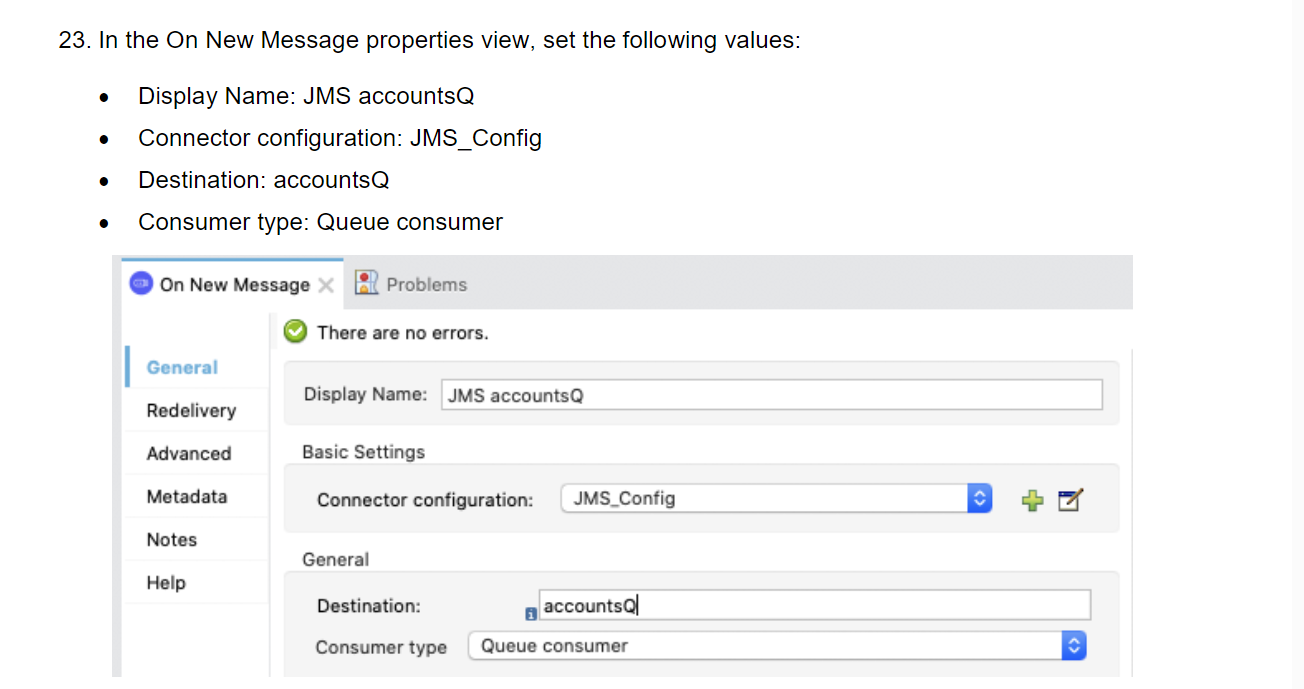 23. In the On New Message properties view, set the following values:
• Display Name: JMS accountsQ
• Connector configuration: JMS_Config
• Destination: accountsQ
• Consumer type: Queue consumer
On New Message Problems
There are no errors.
General
Display Name: JMS accountsQ
Redelivery
Advanced
Basic Settings
Metadata
Connector configuration: JMS_Config
Notes
General
Help
Destination: accountsQ
Consumer type Queue consumer